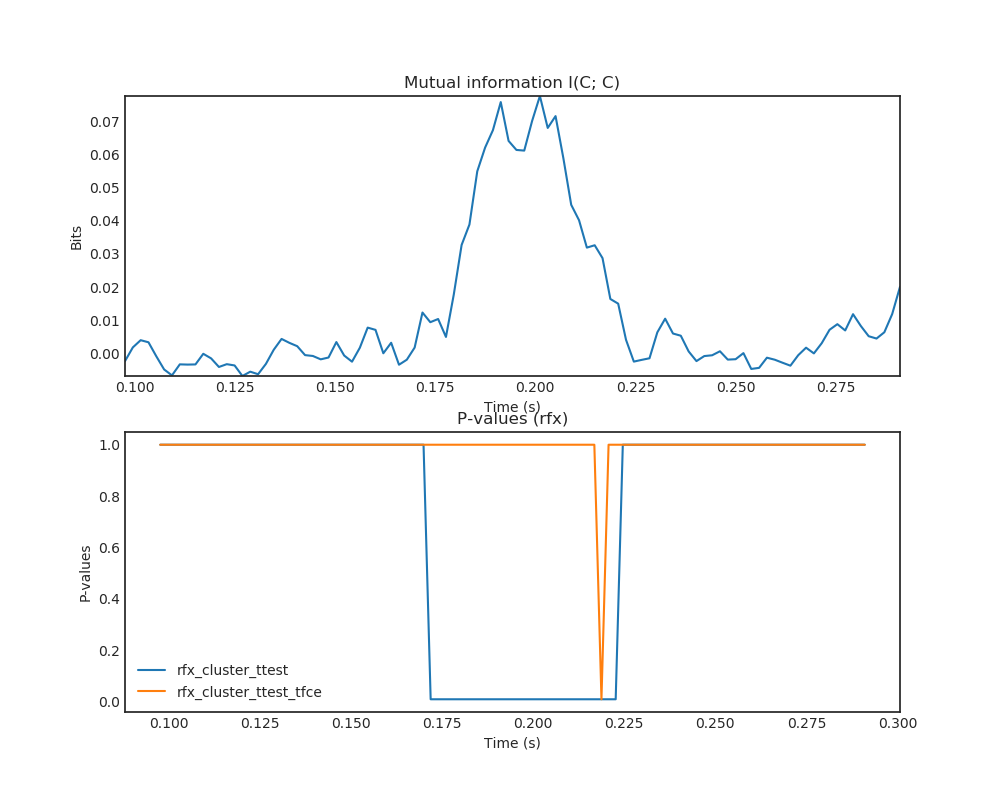 Mutual information I(C; C)
0.07
0.06
0.05
0.04
0.03
0.02
0.01
0.00
Bits
0.100 0.125 0.150 0.175 0.200 0.225 0.250 0.275
Time (s)
P-values (rfx)
1.0
0.8
0.6
0.4
0.2
0.0
P-values
rfx_cluster_ttest
rfx_cluster_ttest_tfce
0.100 0.125 0.150 0.175 0.200 0.225 0.250 0.275 0.300
Time (s)